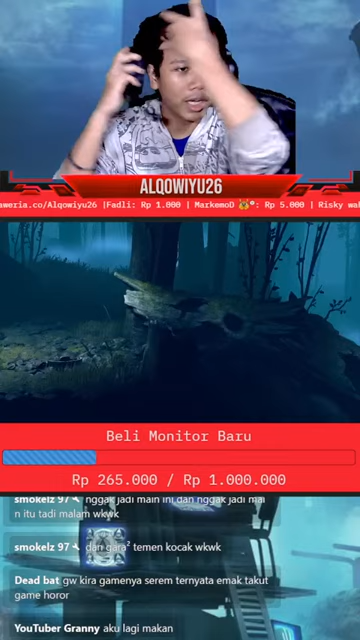 ALQOWIYU26
aweria.co/Alqowiyu26 |Fadli: Rp 1.000 | MarkemoD : Rp 5.000 | Risky wa
Beli Monitor Baru
Rp 265.000 / Rp 1.000.000
smokelz 97 nggak jadi main ini dan nggak jadi mai
n itu tadi malam wkwk
smokelz 97 dari gara² temen kocak wkwk
Dead bat gw kira gamenya serem ternyata emak takut
game horor
YouTuber Granny aku lagi makan